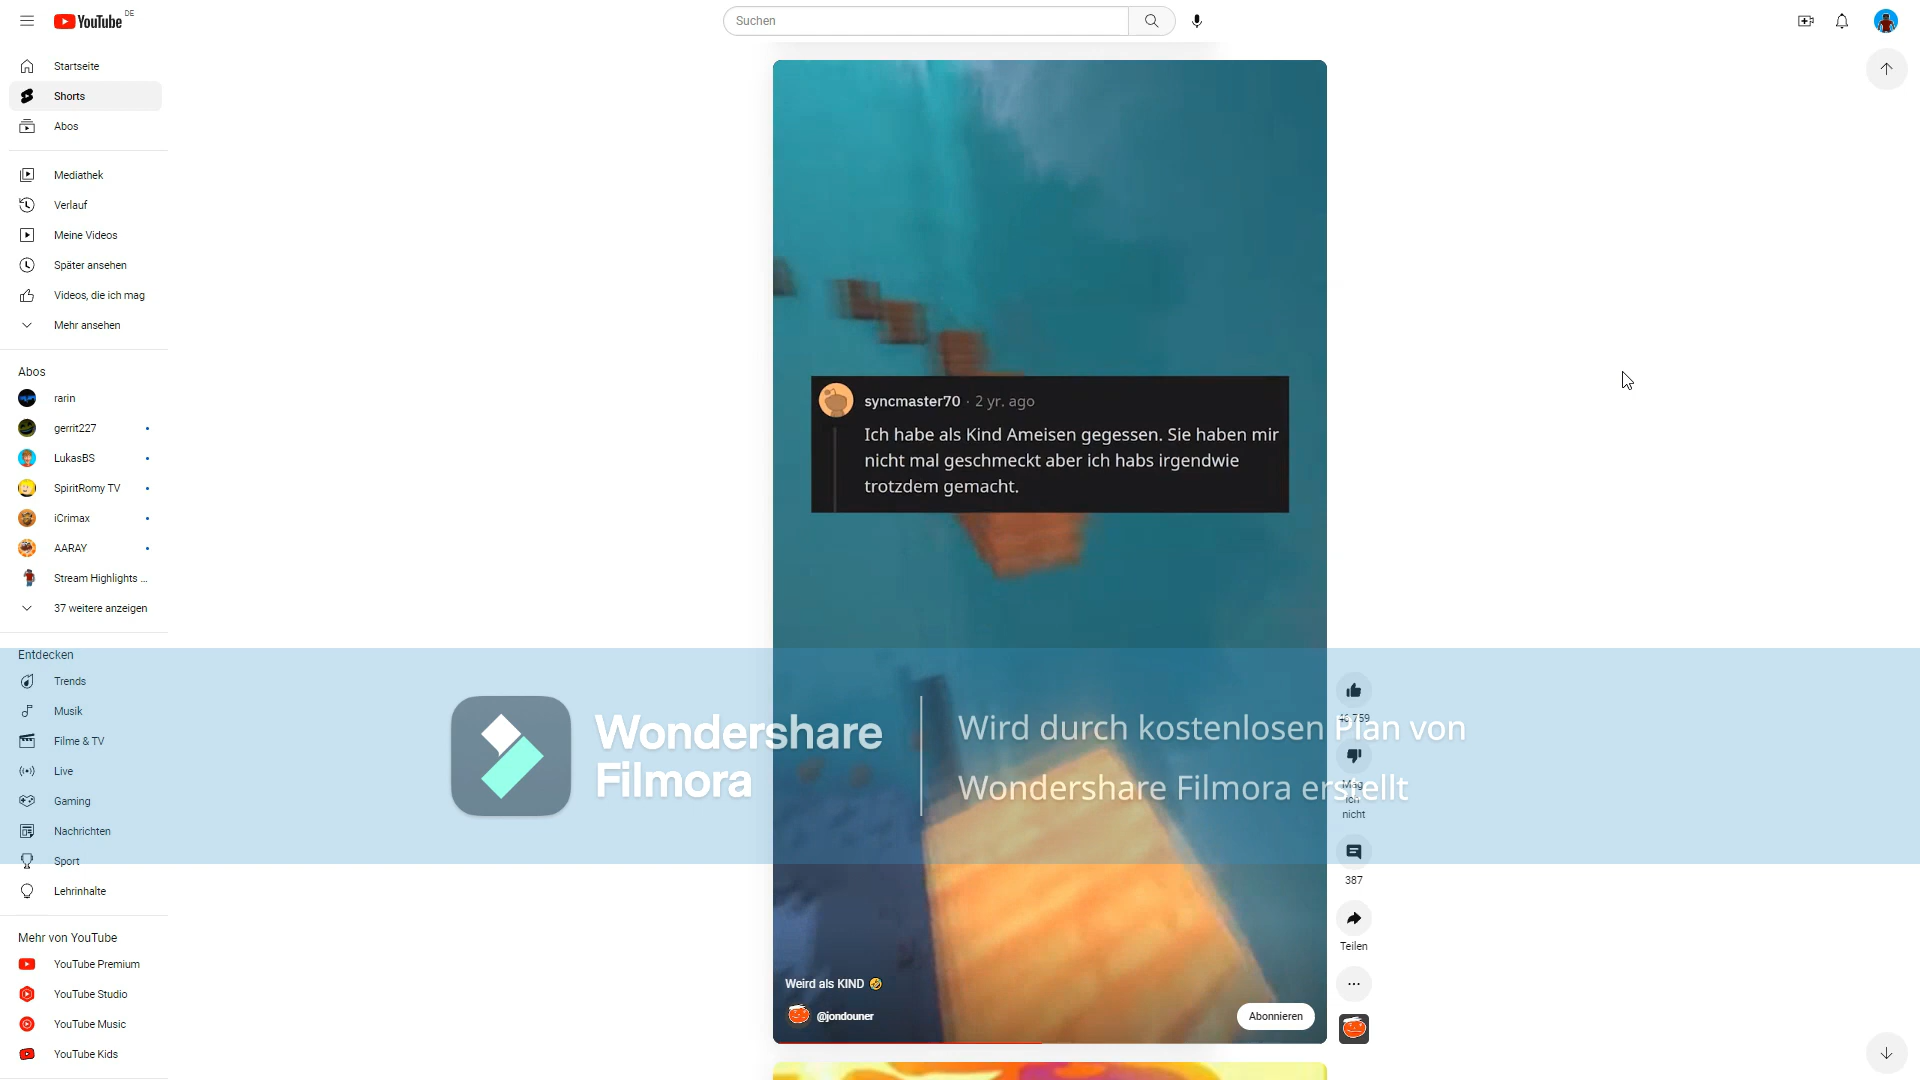 YouTube DE
Suchen
Startseite
Shorts
Abos
Mediathek
Verlauf
Meine Videos
Später ansehen
Videos, die ich mag
Mehr ansehen
Abos
rarin
gerrit227
LukasBS
SpiritRomy TV
iCrimax
AARAY
Stream Highlights ...
37 weitere anzeigen
Entdecken
Trends
Musik
Filme & TV
Live
Gaming
Nachrichten
Sport
Lehrinhalte
Mehr von YouTube
YouTube Premium
YouTube Studio
YouTube Music
YouTube Kids
syncmaster70 · 2 yr. ago
Ich habe als Kind Ameisen gegessen. Sie haben mir
nicht mal geschmeckt aber ich habs irgendwie
trotzdem gemacht.
Wondershare
Filmora
Wird durch kostenlosen Plan von
Wondershare Filmora erstellt
Mag
ich
nicht
387
Teilen
Weird als KIND 🤣
@jondouner
Abonnieren